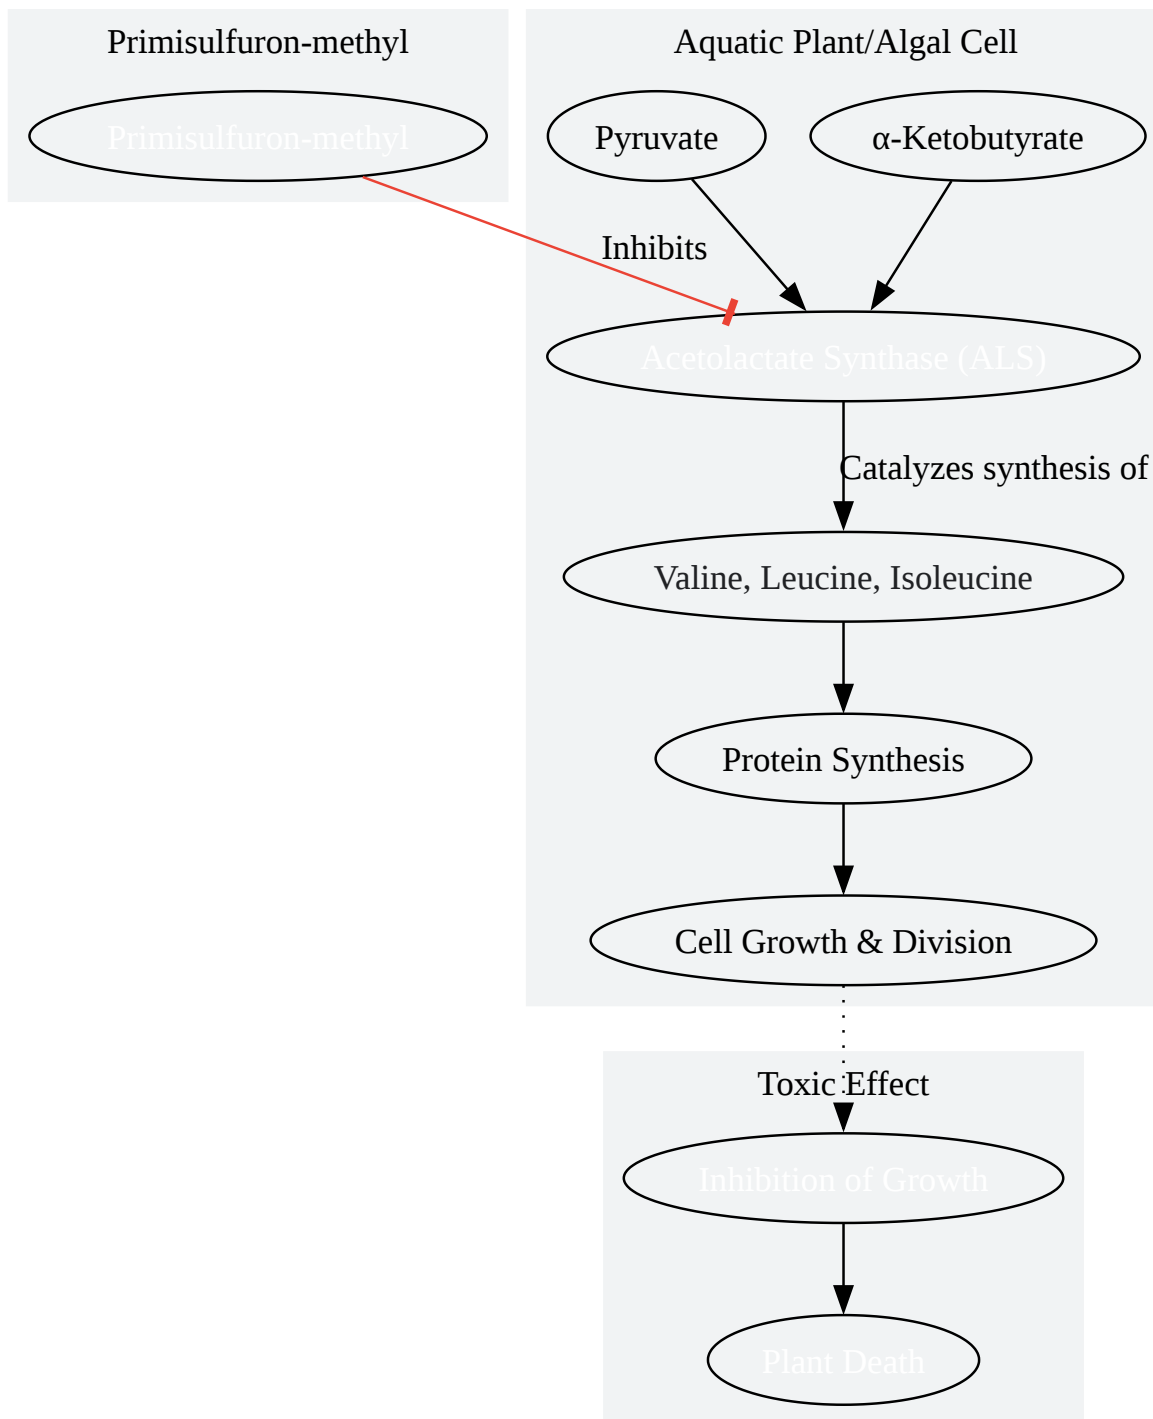 Primisulfuron-methyl
Aquatic Plant/Algal Cell
Primisulfuron-methyl
Pyruvate
α-Ketobutyrate
Inhibits
Acetolactate Synthase (ALS)
Catalyzes synthesis of
Valine, Leucine, Isoleucine
Protein Synthesis
Cell Growth & Division
Toxic Effect
Inhibition of Growth
Plant Death